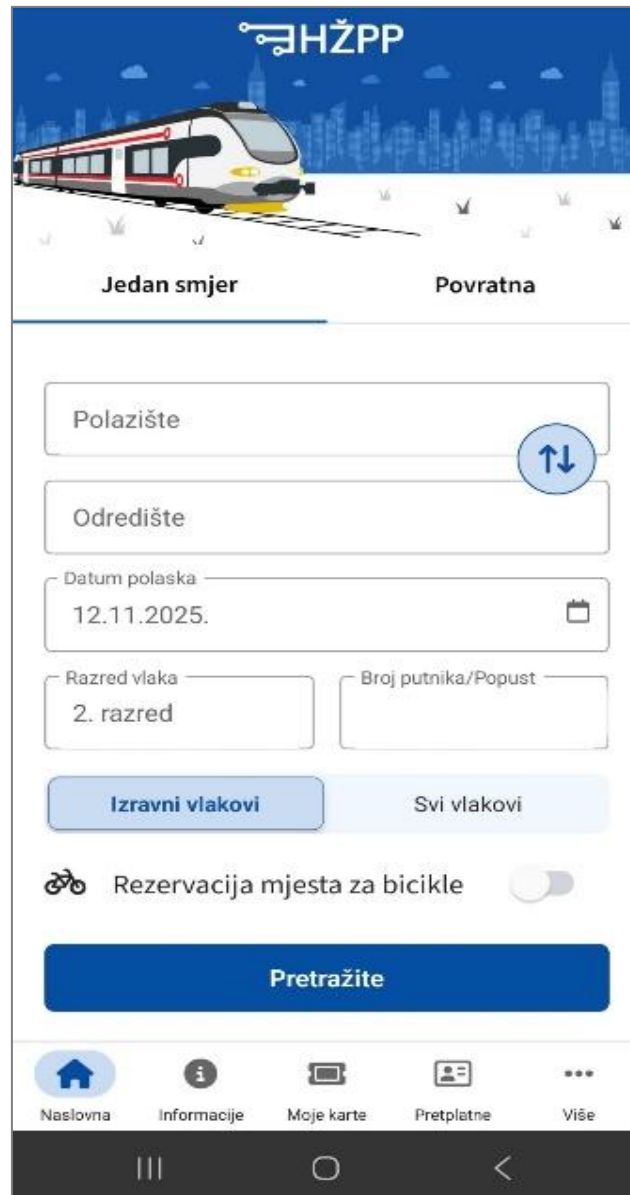 HŽPP
Jedan smjer Povratna
Polazište
Odredište
Datum polaska
12.11.2025.
Razred vlaka Broj putnika/Popust
2. razred
Izravni vlakovi Svi vlakovi
Rezervacija mjesta za bicikle
Pretražite
Naslovna Informacije Moje karte Pretplatne Više